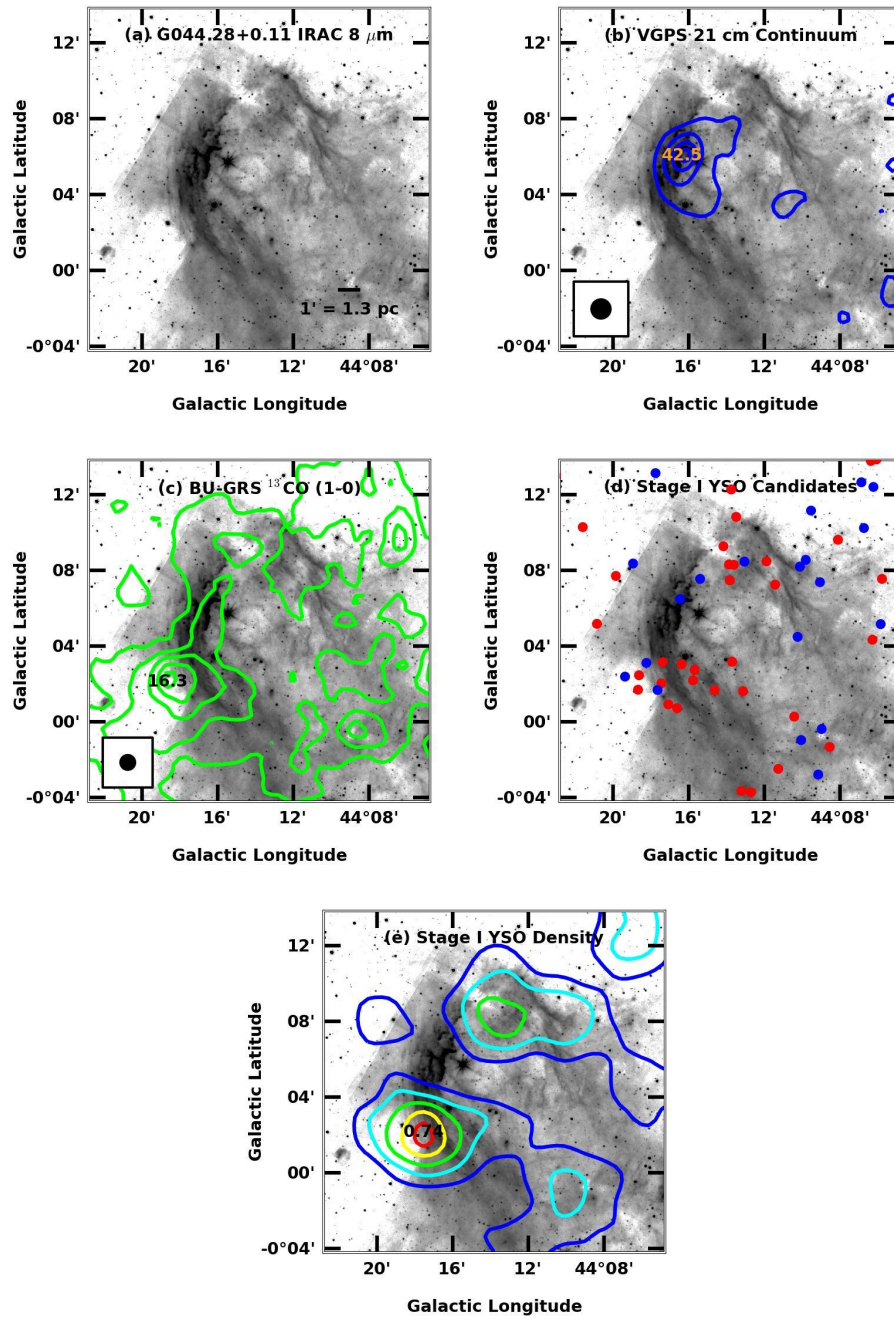 (a) G044.28+0.11 IRAC 8 μm
12'
08'
04'
00'
-0°04'
Galactic Latitude
1' = 1.3 pc
20' 16' 12' 44°08'
Galactic Longitude
(b) VGPS 21 cm Continuum
12'
08'
04'
00'
-0°04'
Galactic Latitude
42.5
20' 16' 12' 44°08'
Galactic Longitude
(c) BU-GRS ¹³CO (1-0)
12'
08'
04'
00'
-0°04'
Galactic Latitude
16.3
20' 16' 12' 44°08'
Galactic Longitude
(d) Stage I YSO Candidates
12'
08'
04'
00'
-0°04'
Galactic Latitude
20' 16' 12' 44°08'
Galactic Longitude
(e) Stage I YSO Density
12'
08'
04'
00'
-0°04'
Galactic Latitude
0.74
20' 16' 12' 44°08'
Galactic Longitude